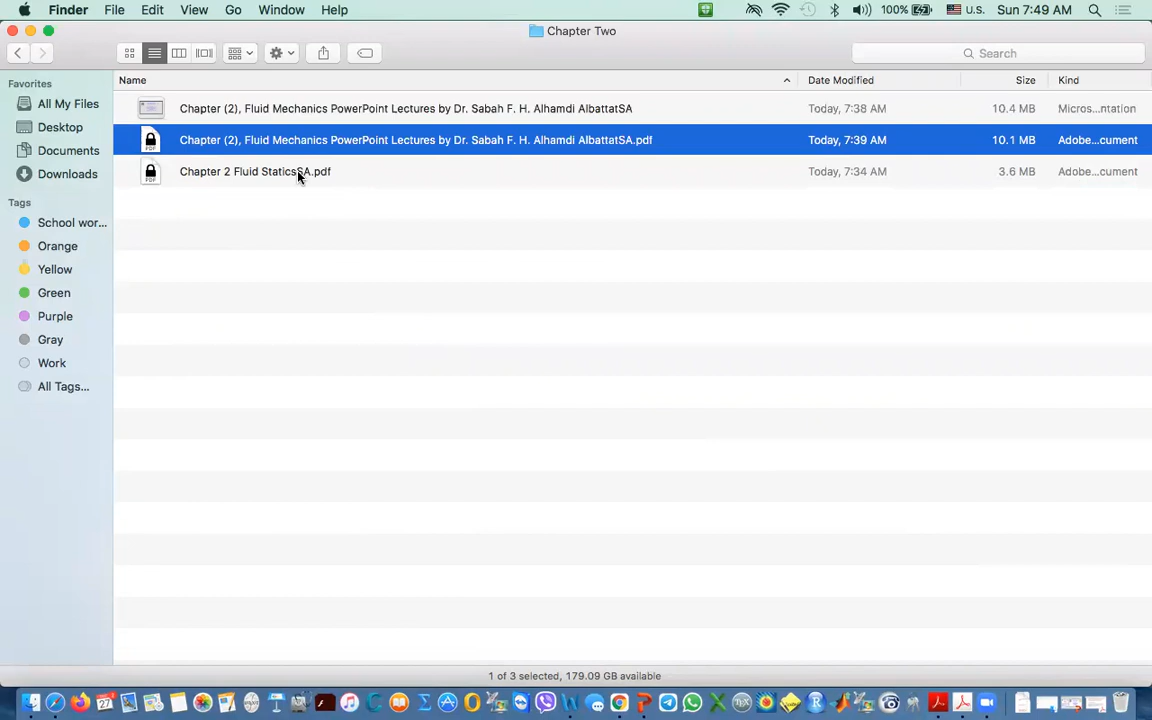 Finder File Edit View Go Window Help 100% U.S. Sun 7:49 AM
Chapter Two
Search
Favorites
All My Files
Desktop
Documents
Downloads
Tags
School wor...
Orange
Yellow
Green
Purple
Gray
Work
All Tags...
Name Date Modified Size Kind
Chapter (2), Fluid Mechanics PowerPoint Lectures by Dr. Sabah F. H. Alhamdi AlbattatSA Today, 7:38 AM 10.4 MB Micros...ntation
PDF Chapter (2), Fluid Mechanics PowerPoint Lectures by Dr. Sabah F. H. Alhamdi AlbattatSA.pdf Today, 7:39 AM 10.1 MB Adobe...cument
PDF Chapter 2 Fluid StaticsSA.pdf Today, 7:34 AM 3.6 MB Adobe...cument
1 of 3 selected, 179.09 GB available
27